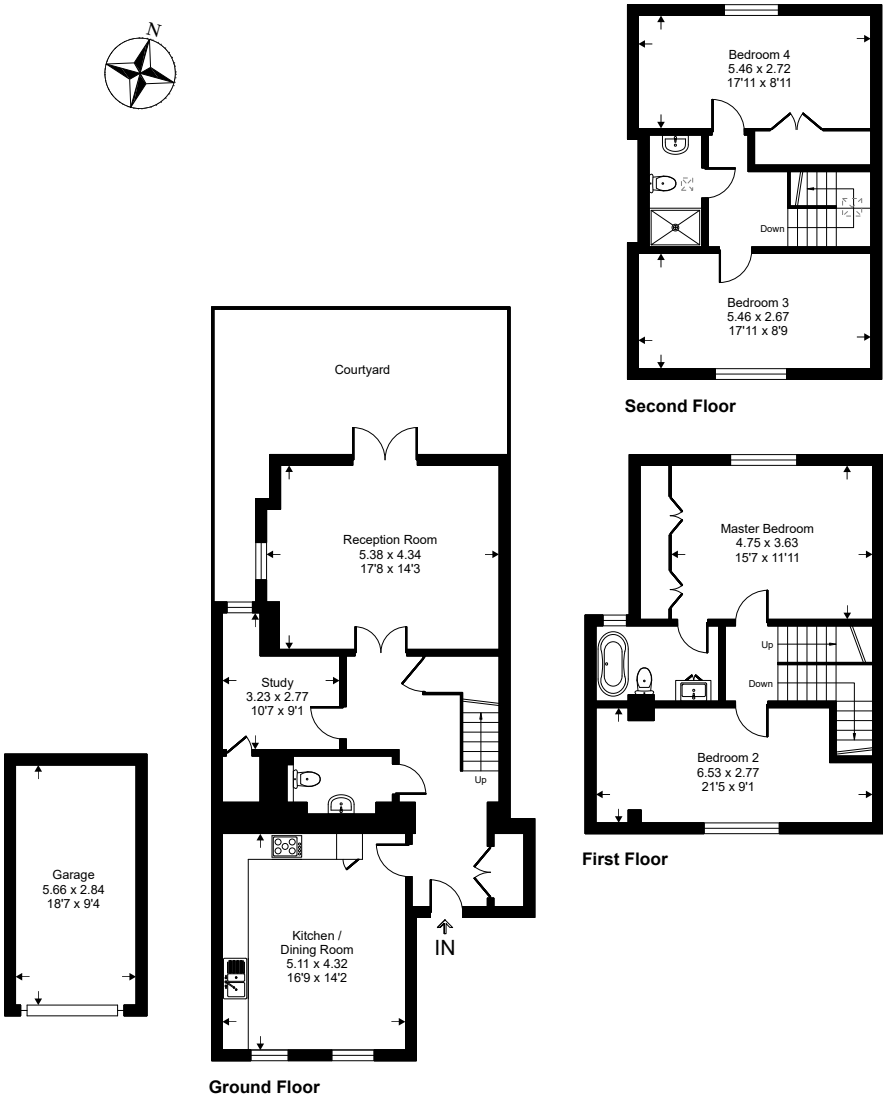 N
Bedroom 4
5.46 x 2.72
17'11 x 8'11
Down
Bedroom 3
5.46 x 2.67
17'11 x 8'9
Second Floor
Courtyard
Reception Room
5.38 x 4.34
17'8 x 14'3
Study
3.23 x 2.77
10'7 x 9'1
Up
Kitchen /
Dining Room
5.11 x 4.32
16'9 x 14'2
IN
Ground Floor
Garage
5.66 x 2.84
18'7 x 9'4
Master Bedroom
4.75 x 3.63
15'7 x 11'11
Up
Down
Bedroom 2
6.53 x 2.77
21'5 x 9'1
First Floor